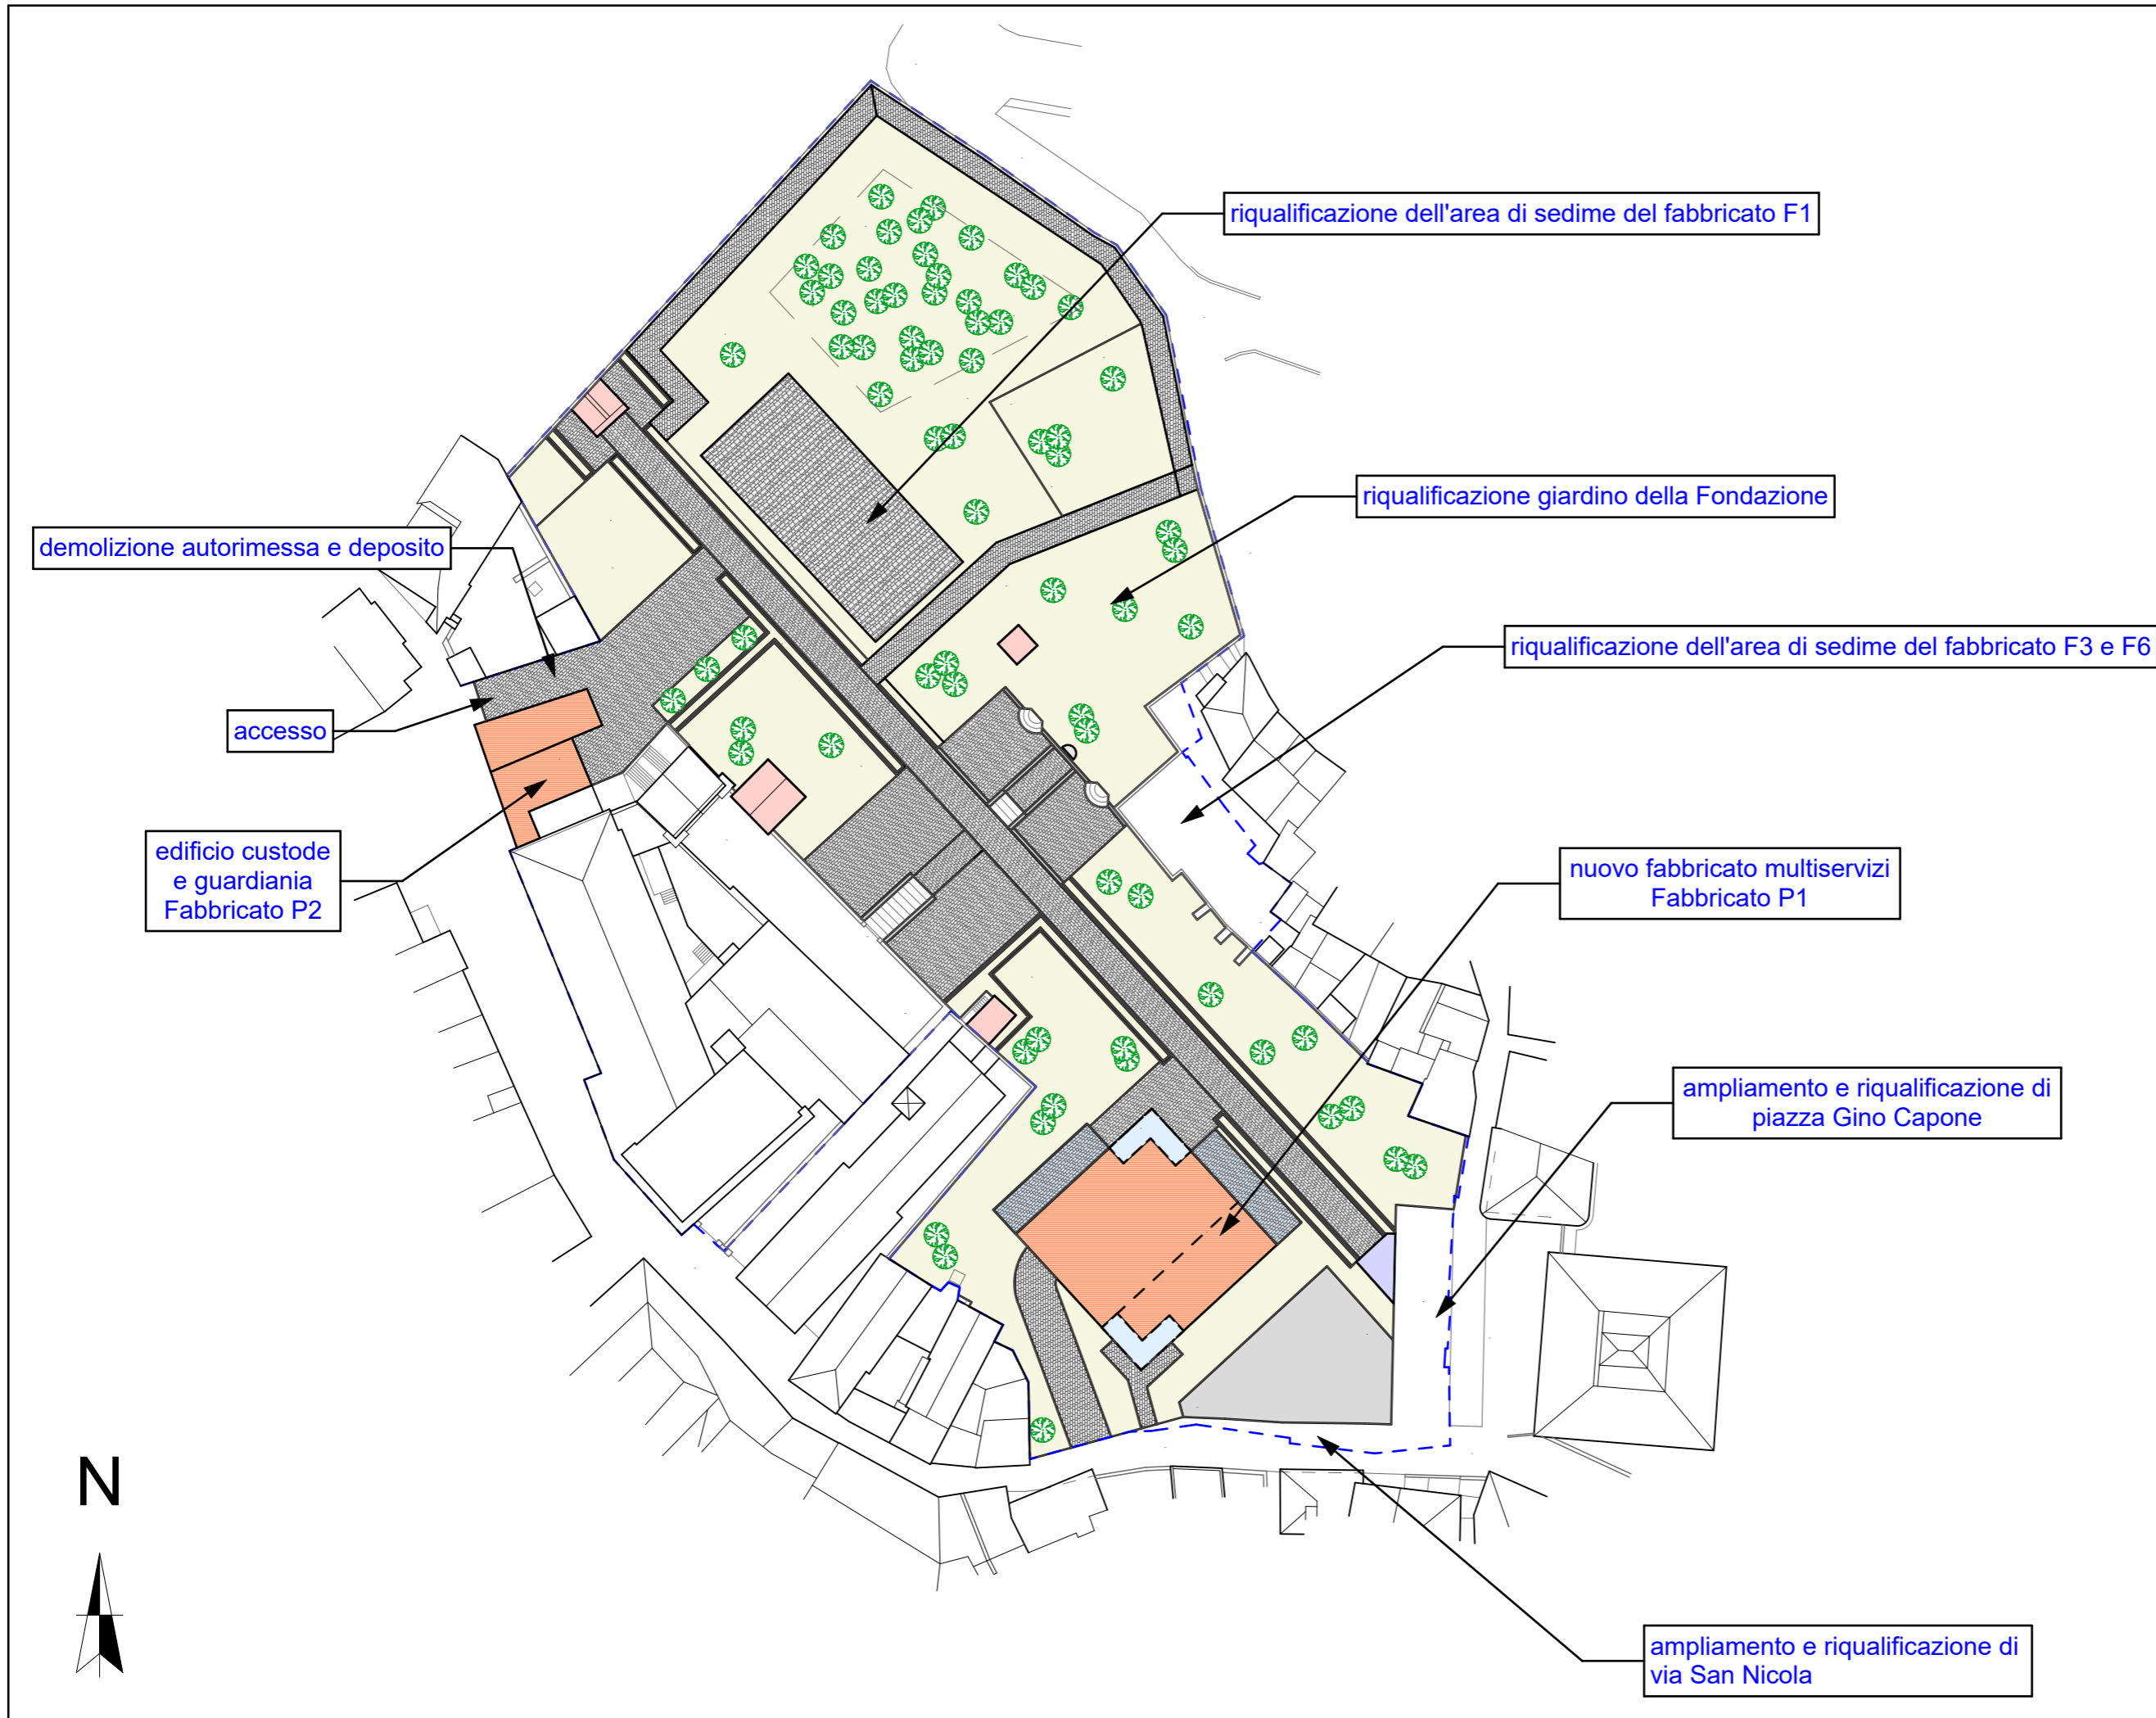 riqualificazione dell'area di sedime del fabbricato F1
riqualificazione giardino della Fondazione
demolizione autorimessa e deposito
riqualificazione dell'area di sedime del fabbricato F3 e F6
accesso
edificio custode
e guardiania
Fabbricato P2
nuovo fabbricato multiservizi
Fabbricato P1
ampliamento e riqualificazione di
piazza Gino Capone
N
ampliamento e riqualificazione di
via San Nicola